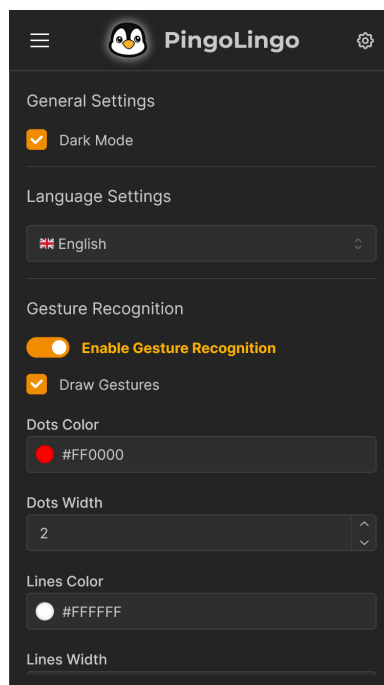 PingoLingo
General Settings
Dark Mode
Language Settings
🇬🇧 English
Gesture Recognition
Enable Gesture Recognition
Draw Gestures
Dots Color
#FF0000
Dots Width
2
Lines Color
#FFFFFF
Lines Width